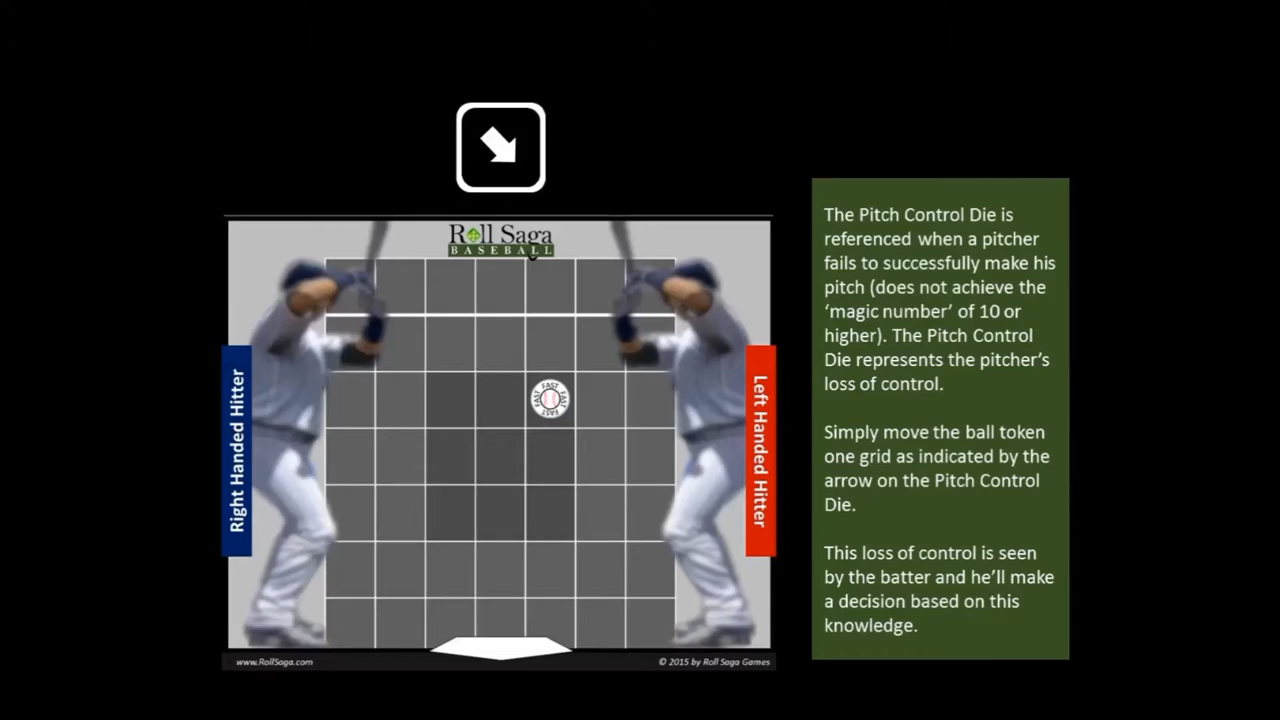 Roll Saga
BASEBALL
Right Handed Hitter
FAST FAST FAST FAST
Left Handed Hitter
www.RollSaga.com
© 2015 by Roll Saga Games
The Pitch Control Die is
referenced when a pitcher
fails to successfully make his
pitch (does not achieve the
‘magic number’ of 10 or
higher). The Pitch Control
Die represents the pitcher’s
loss of control.
Simply move the ball token
one grid as indicated by the
arrow on the Pitch Control
Die.
This loss of control is seen
by the batter and he’ll make
a decision based on this
knowledge.